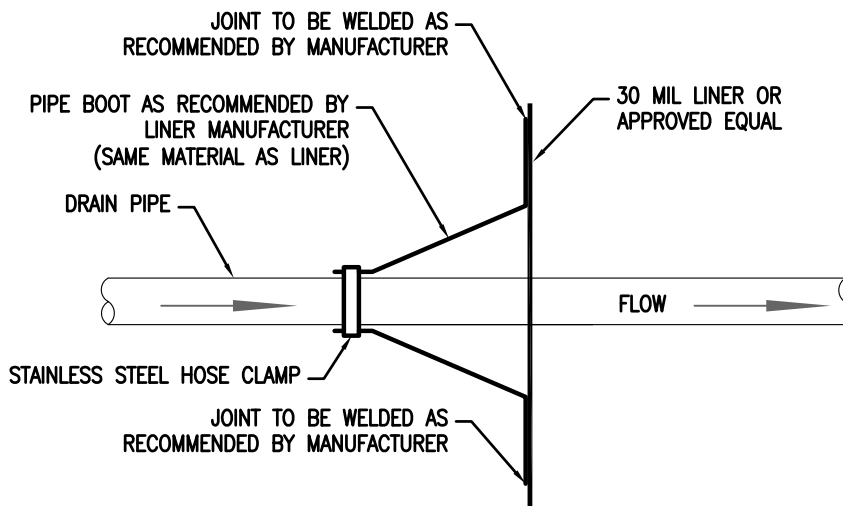 JOINT TO BE WELDED AS
RECOMMENDED BY MANUFACTURER
PIPE BOOT AS RECOMMENDED BY
LINER MANUFACTURER
(SAME MATERIAL AS LINER)
30 MIL LINER OR
APPROVED EQUAL
DRAIN PIPE
FLOW
STAINLESS STEEL HOSE CLAMP
JOINT TO BE WELDED AS
RECOMMENDED BY MANUFACTURER